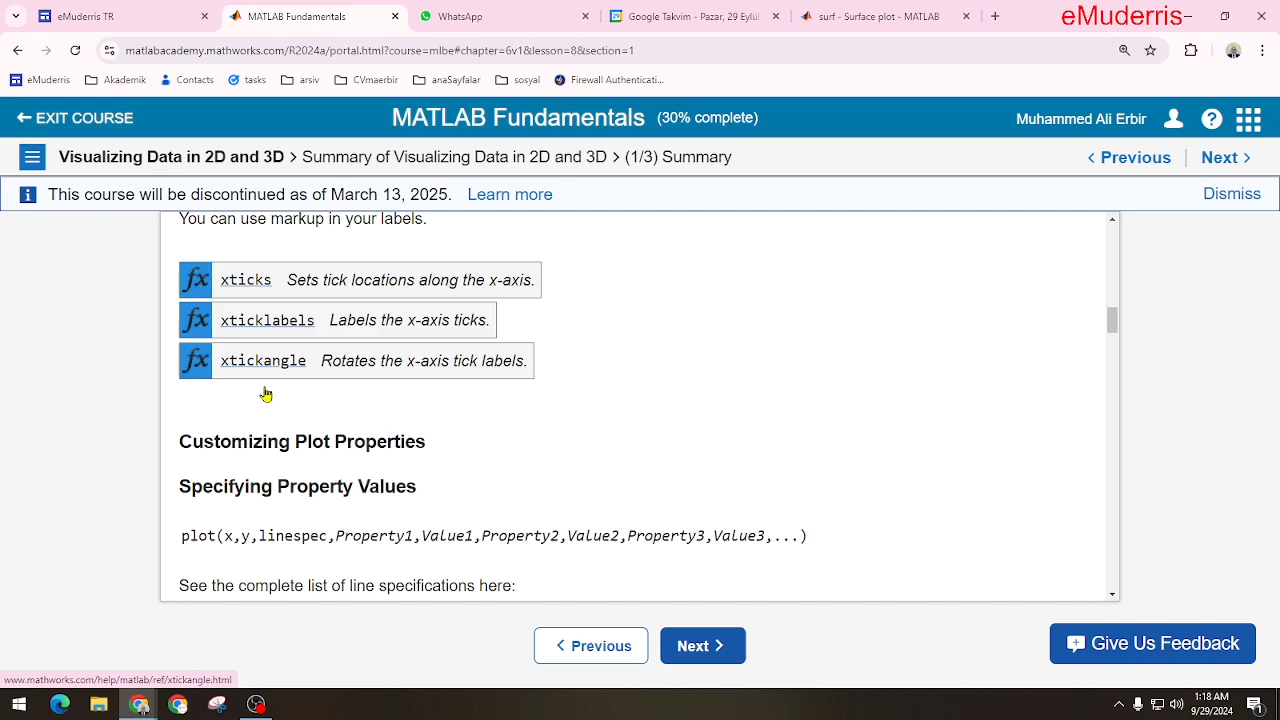 eMuderris TR
MATLAB Fundamentals
WhatsApp
Google Takvim - Pazar, 29 Eylül
surf - Surface plot - MATLAB
eMuderris
matlabacademy.mathworks.com/R2024a/portal.html?course=mlbe#chapter=6v1&lesson=8&section=1
eMuderris
Akademik
Contacts
tasks
arsiv
CVmaerbir
anaSayfalar
sosyal
Firewall Authenticati...
EXIT COURSE
MATLAB Fundamentals (30% complete)
Muhammed Ali Erbir
Visualizing Data in 2D and 3D > Summary of Visualizing Data in 2D and 3D > (1/3) Summary
< Previous
Next >
This course will be discontinued as of March 13, 2025. Learn more
Dismiss
You can use markup in your labels.
fx xticks Sets tick locations along the x-axis.
fx xticklabels Labels the x-axis ticks.
fx xtickangle Rotates the x-axis tick labels.
Customizing Plot Properties
Specifying Property Values
plot(x,y,linespec,Property1,Value1,Property2,Value2,Property3,Value3,...)
See the complete list of line specifications here:
< Previous
Next >
Give Us Feedback
www.mathworks.com/help/matlab/ref/xtickangle.html
1:18 AM
9/29/2024